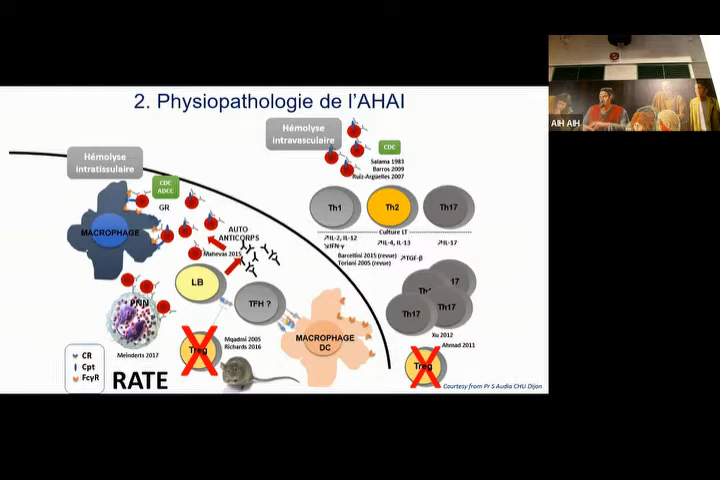 2. Physiopathologie de l'AHAI
AIH AIH
Hémolyse
intravasculaire
CDC
Salama 1983
Barros 2009
Ruiz-Argüelles 2007
Hémolyse
intratissulaire
CDC
ADCC
GR
MACROPHAGE
AUTO
ANTICORPS
Mahevas 2015
Th1
Th2
Th17
Culture LT
↗IL-2, IL-12
↘IFN-γ
↗IL-4, IL-13
↗IL-17
Barcellini 2015 (revue)
Toriani 2005 (revue)
↗TGF-β
LB
TFH ?
PNN
Meinderts 2017
Treg
Mqadmi 2005
Richards 2016
MACROPHAGE
DC
17
Th17
Th17
Xu 2012
Ahmad 2011
Treg
CR
Cpt
FcγR
RATE
Courtesy from Pr S Audia CHU Dijon